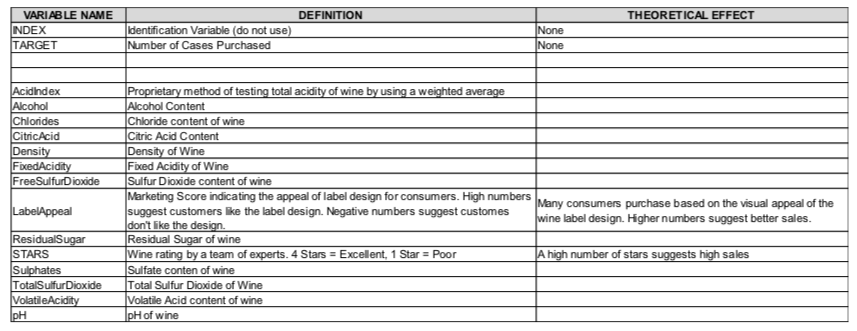 VARIABLE NAME DEFINITION THEORETICAL EFFECT
INDEX Identification Variable (do not use) None
TARGET Number of Cases Purchased None
AcidIndex Proprietary method of testing total acidity of wine by using a weighted average
Alcohol Alcohol Content
Chlorides Chloride content of wine
CitricAcid Citric Acid Content
Density Density of Wine
FixedAcidity Fixed Acidity of Wine
FreeSulfurDioxide Sulfur Dioxide content of wine
LabelAppeal
Marketing Score indicating the appeal of label design for consumers. High numbers
suggest customers like the label design. Negative numbers suggest customes
don't like the design.
Many consumers purchase based on the visual appeal of the
wine label design. Higher numbers suggest better sales.
ResidualSugar Residual Sugar of wine
STARS Wine rating by a team of experts. 4 Stars = Excellent, 1 Star = Poor A high number of stars suggests high sales
Sulphates Sulfate conten of wine
TotalSulfurDioxide Total Sulfur Dioxide of Wine
VolatileAcidity Volatile Acid content of wine
pH pH of wine